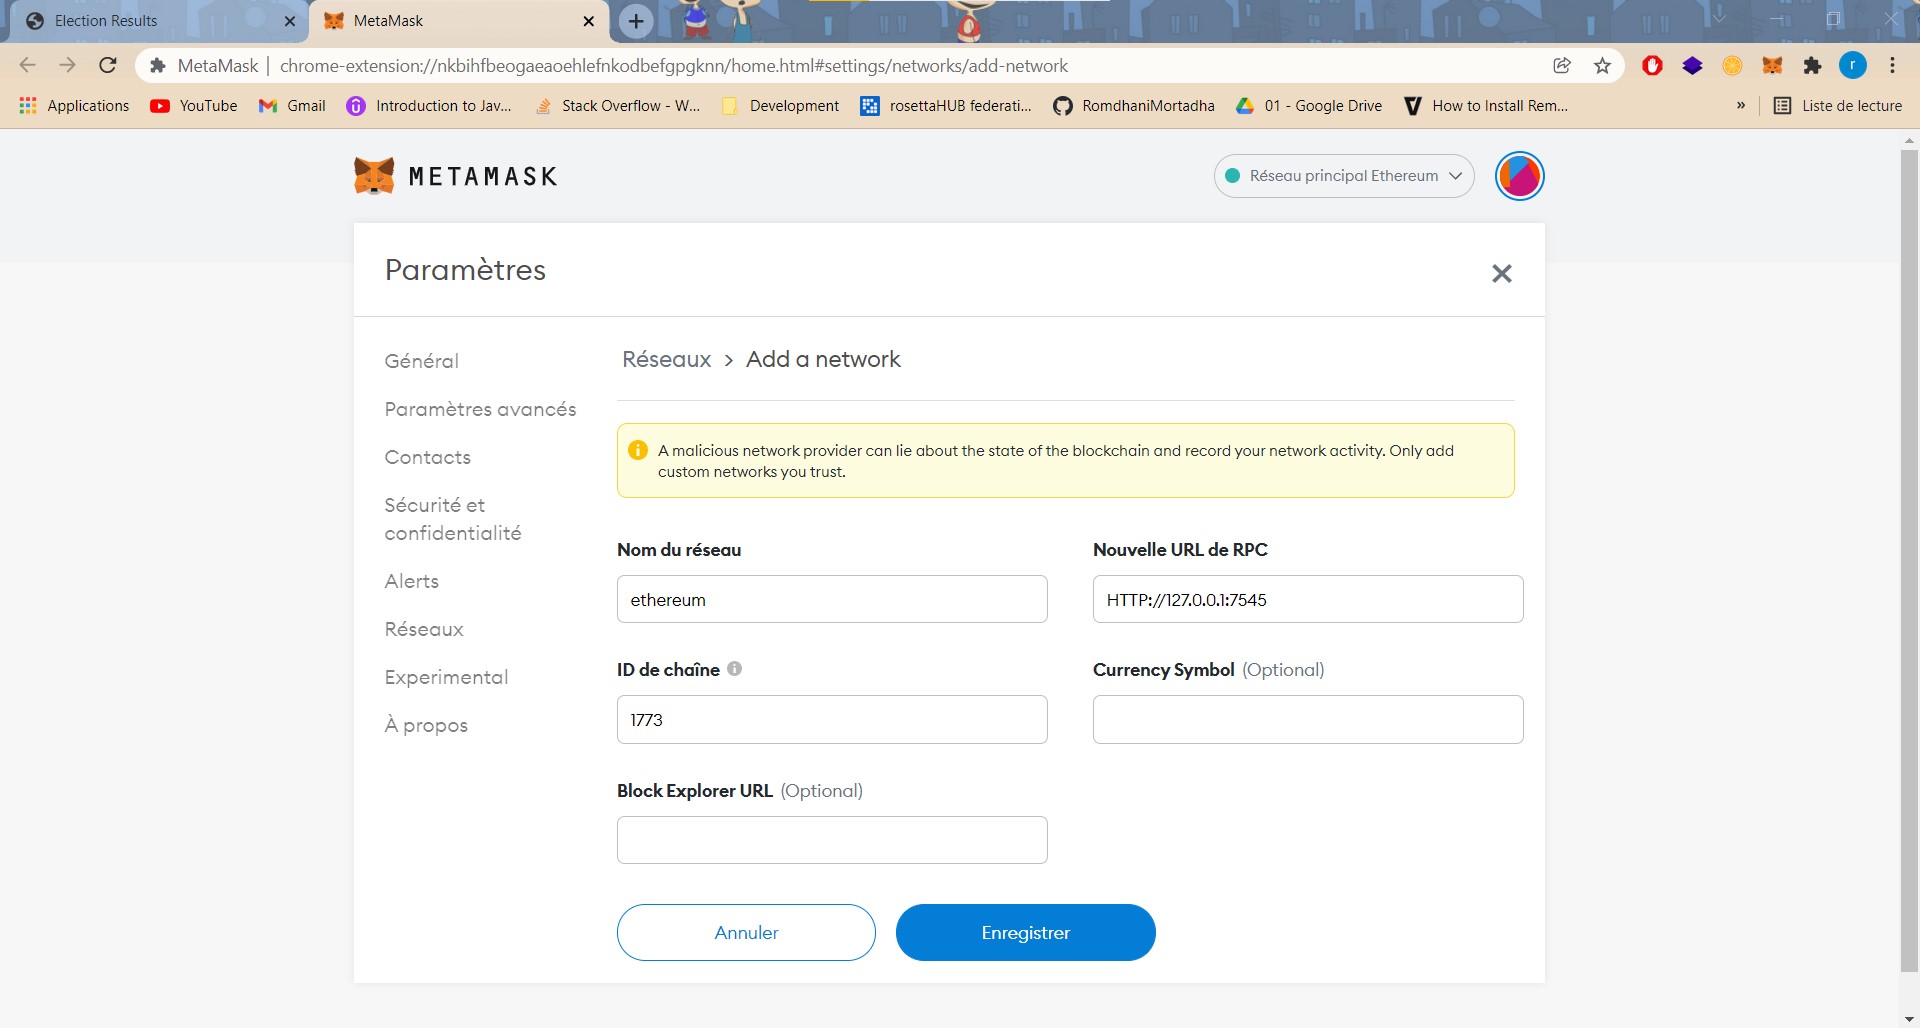 Election Results
MetaMask
MetaMask | chrome-extension://nkbihfbeogaeaoehlefnkodbefgpgknn/home.html#settings/networks/add-network
r
Applications
YouTube
Gmail
Introduction to Jav...
Stack Overflow - W...
Development
rosettaHUB federati...
RomdhaniMortadha
01 - Google Drive
How to Install Rem...
»
Liste de lecture
METAMASK
Réseau principal Ethereum
Paramètres
Général
Paramètres avancés
Contacts
Sécurité et
confidentialité
Alerts
Réseaux
Experimental
À propos
Réseaux > Add a network
A malicious network provider can lie about the state of the blockchain and record your network activity. Only add
custom networks you trust.
Nom du réseau
ethereum
Nouvelle URL de RPC
HTTP://127.0.0.1:7545
ID de chaîne
1773
Currency Symbol (Optional)
Block Explorer URL (Optional)
Annuler
Enregistrer